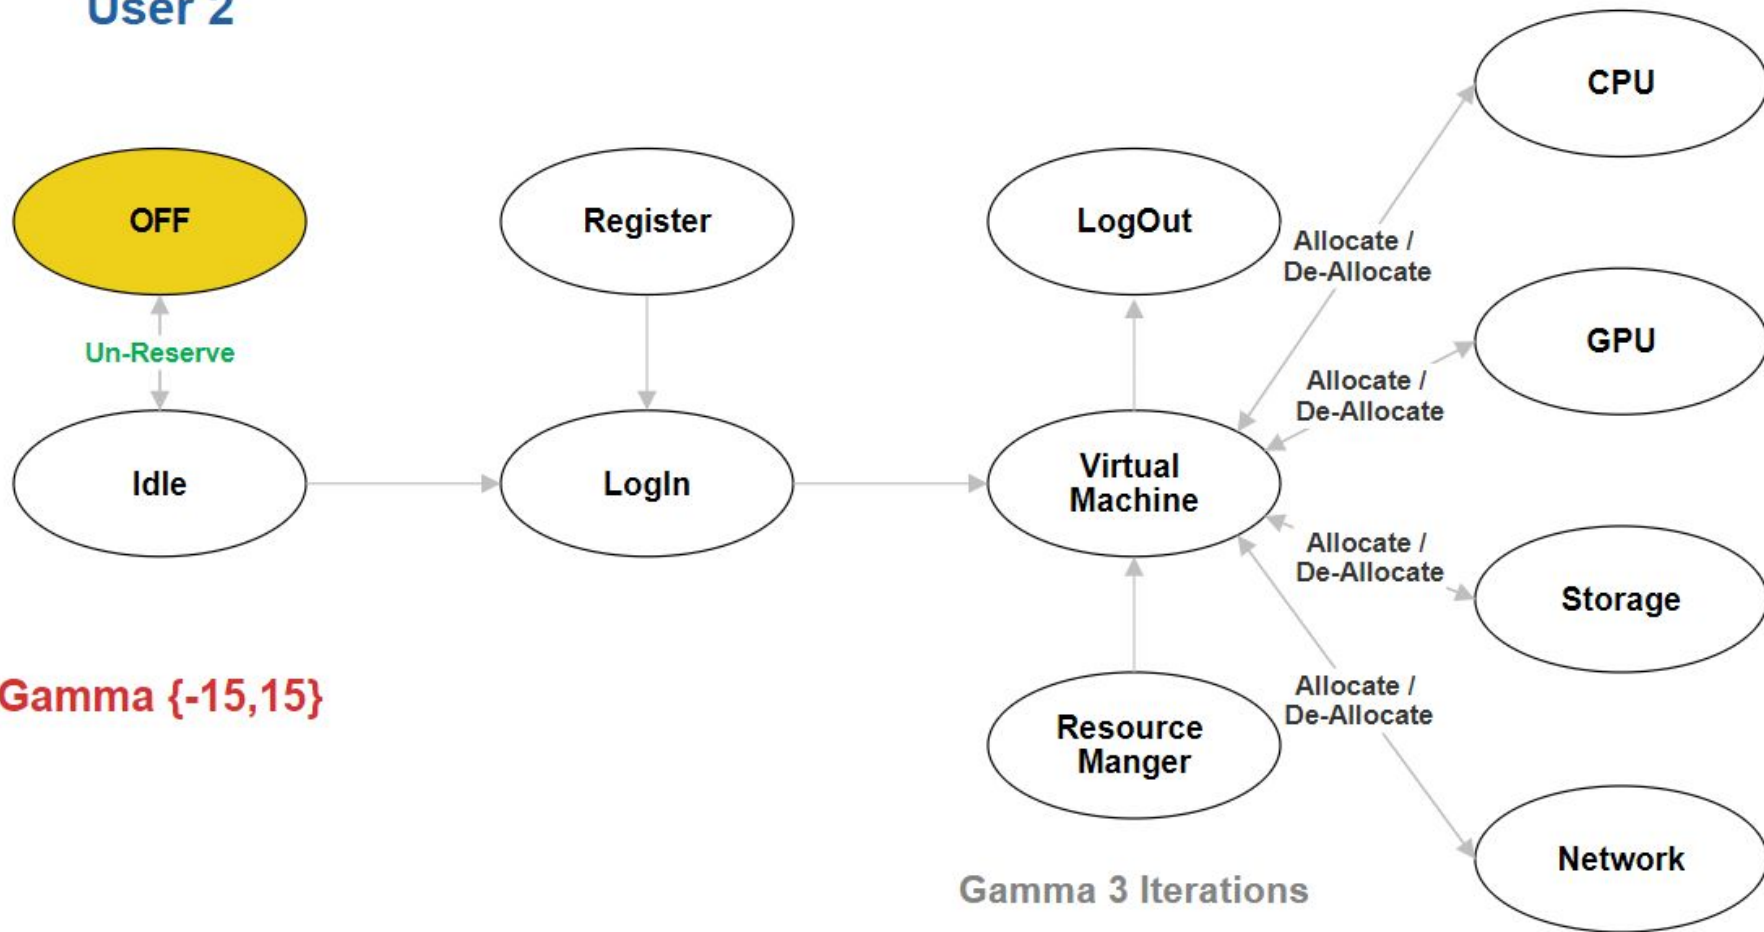 User 2
CPU
OFF
Register
LogOut
Allocate /
De-Allocate
Un-Reserve
GPU
Allocate /
De-Allocate
Idle
LogIn
Virtual
Machine
Allocate /
De-Allocate
Storage
Gamma {-15,15}
Resource
Manger
Allocate /
De-Allocate
Network
Gamma 3 Iterations